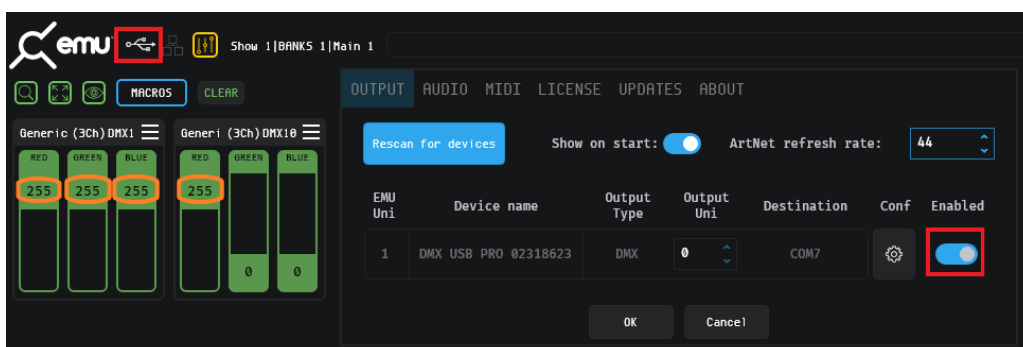 emu Show 1|BANKS 1|Main 1
MACROS CLEAR
OUTPUT AUDIO MIDI LICENSE UPDATES ABOUT
Generic (3Ch)DMX1 Generi (3Ch)DMX10
Rescan for devices Show on start: ArtNet refresh rate: 44
RED GREEN BLUE RED GREEN BLUE
255 255 255 255
EMU Uni Device name Output Type Output Uni Destination Conf Enabled
1 DMX USB PRO 02318623 DMX 0 COM7
0 0
OK Cancel